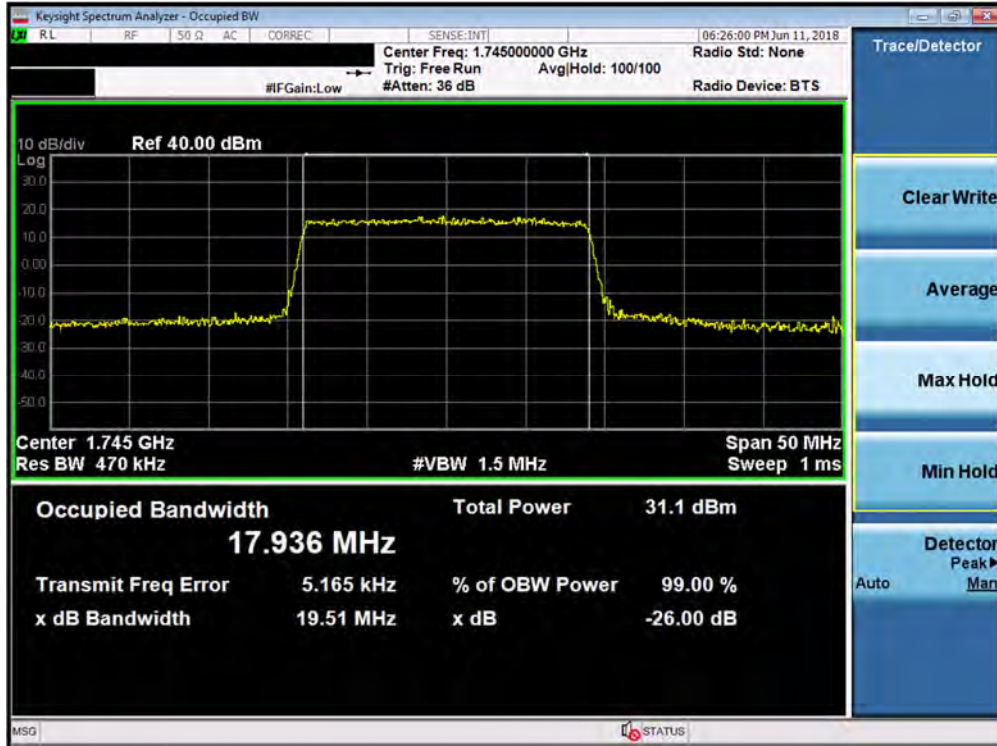 Keysight Spectrum Analyzer - Occupied BW
LXI RL RF 50 Ω AC CORREC SENSE:INT 06:26:00 PM Jun 11, 2018
Center Freq: 1.745000000 GHz Radio Std: None
Trig: Free Run Avg|Hold: 100/100
#IFGain:Low #Atten: 36 dB Radio Device: BTS
10 dB/div Ref 40.00 dBm
Log
30.0
20.0
10.0
0.00
-10.0
-20.0
-30.0
-40.0
-50.0
Center 1.745 GHz Span 50 MHz
Res BW 470 kHz #VBW 1.5 MHz Sweep 1 ms
Occupied Bandwidth Total Power 31.1 dBm
17.936 MHz
Transmit Freq Error 5.165 kHz % of OBW Power 99.00 %
x dB Bandwidth 19.51 MHz x dB -26.00 dB
MSG STATUS
Trace/Detector
Clear Write
Average
Max Hold
Min Hold
Detector
Peak▶
Auto Man